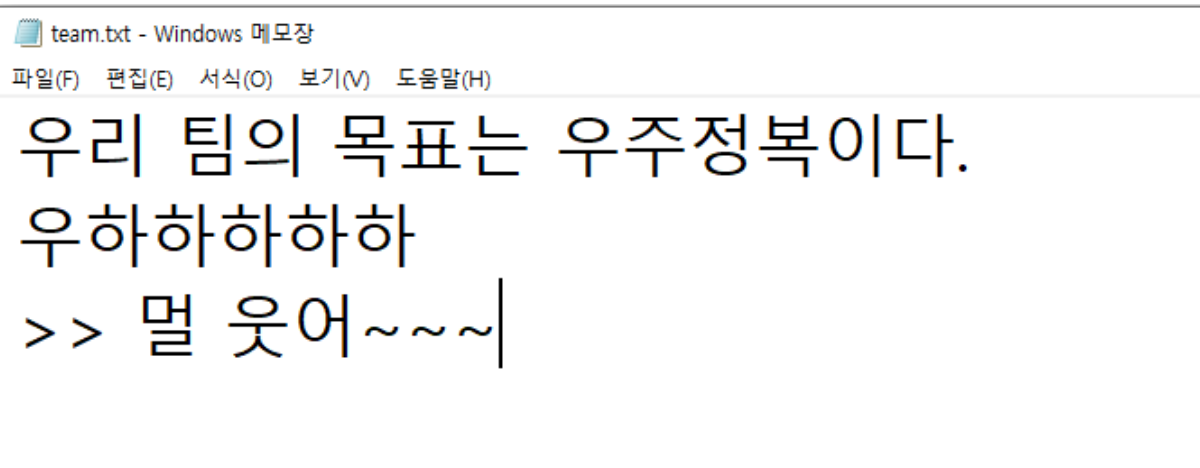 team.txt - Windows 메모장
파일(F) 편집(E) 서식(O) 보기(V) 도움말(H)
우리 팀의 목표는 우주정복이다.
우하하하하하
>> 멀 웃어~~~